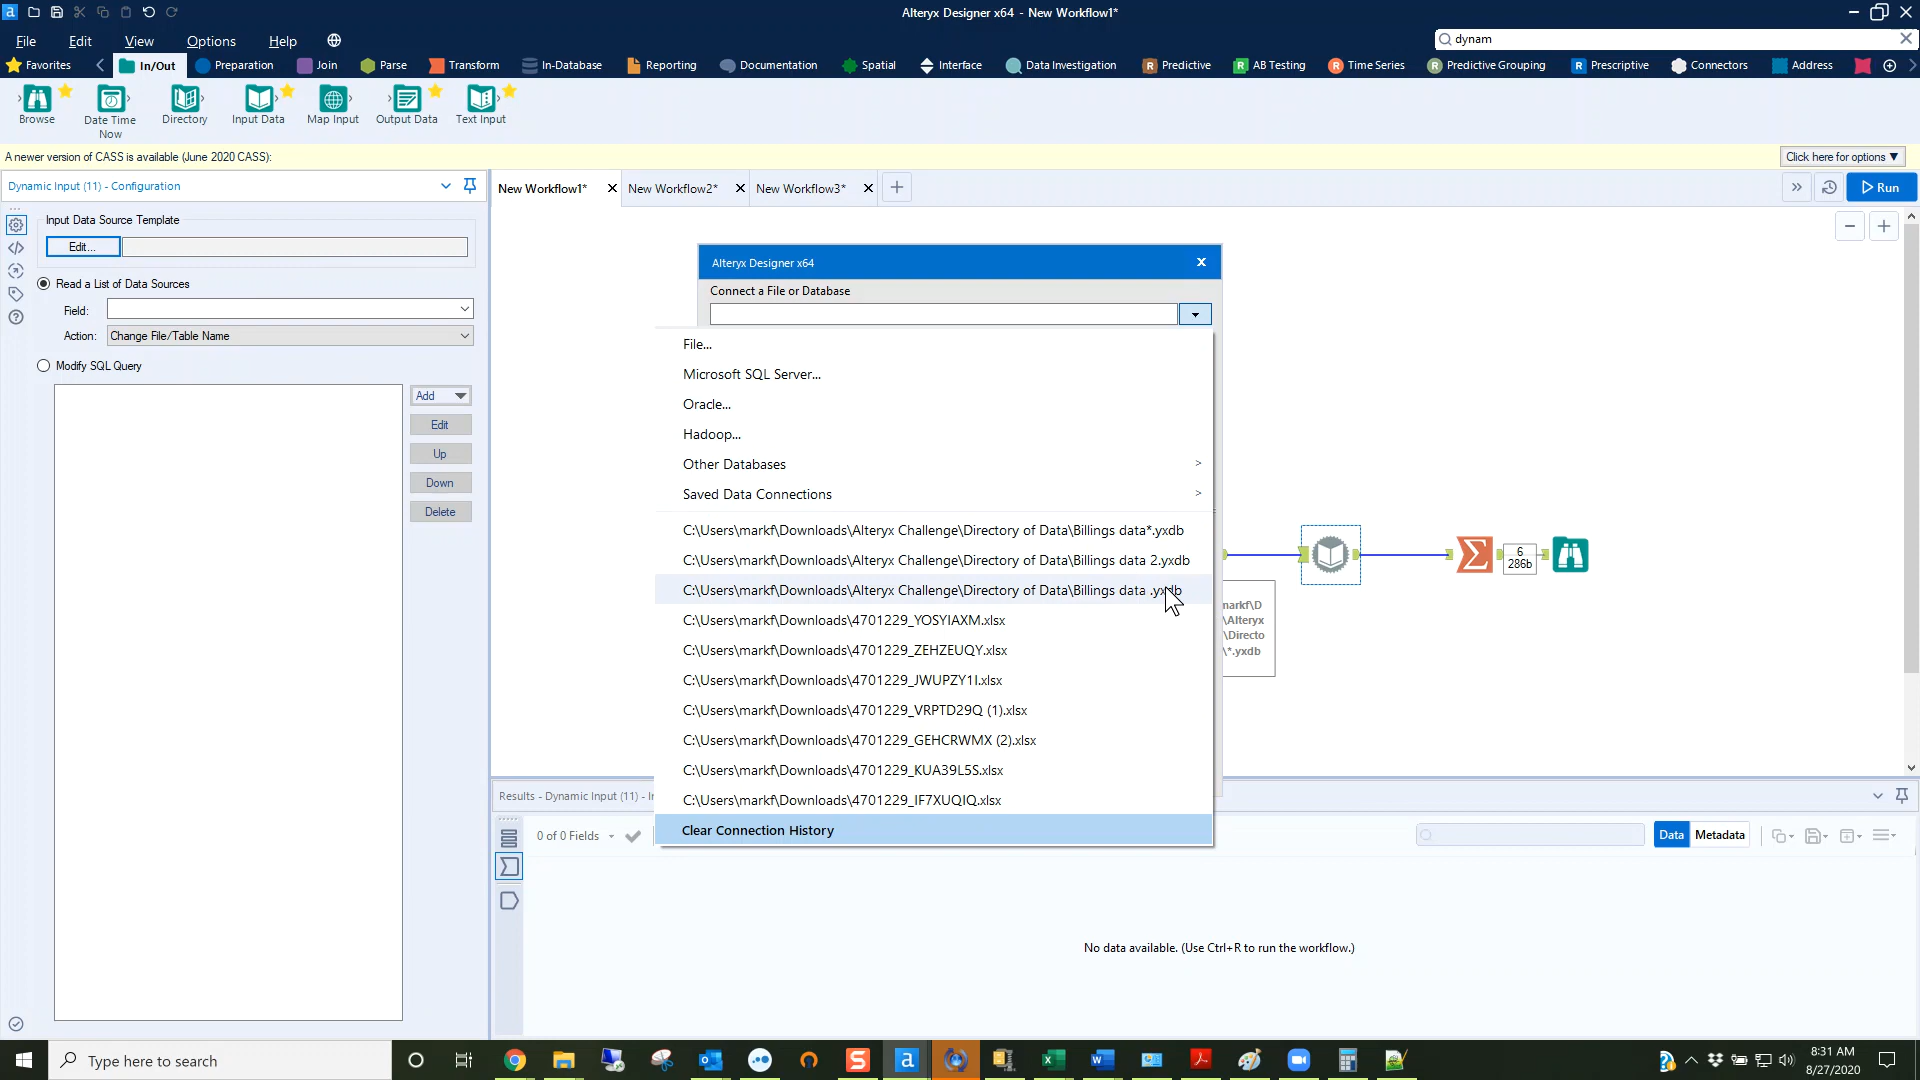 Alteryx Designer x64 - New Workflow1*
File
Edit
View
Options
Help
dynam
Favorites
In/Out
Preparation
Join
Parse
Transform
In-Database
Reporting
Documentation
Spatial
Interface
Data Investigation
Predictive
AB Testing
Time Series
Predictive Grouping
Prescriptive
Connectors
Address
Browse
Date Time
Now
Directory
Input Data
Map Input
Output Data
Text Input
A newer version of CASS is available (June 2020 CASS):
Click here for options ▼
Dynamic Input (11) - Configuration
New Workflow1*
New Workflow2*
New Workflow3*
Run
Input Data Source Template
Edit...
Read a List of Data Sources
Field:
Action:
Change File/Table Name
Modify SQL Query
Add
Edit
Up
Down
Delete
Alteryx Designer x64
Connect a File or Database
File...
Microsoft SQL Server...
Oracle...
Hadoop...
Other Databases >
Saved Data Connections >
C:\Users\markf\Downloads\Alteryx Challenge\Directory of Data\Billings data*.yxdb
C:\Users\markf\Downloads\Alteryx Challenge\Directory of Data\Billings data 2.yxdb
C:\Users\markf\Downloads\Alteryx Challenge\Directory of Data\Billings data .yxdb
C:\Users\markf\Downloads\4701229_YOSYIAXM.xlsx
C:\Users\markf\Downloads\4701229_ZEHZEUQY.xlsx
C:\Users\markf\Downloads\4701229_JWUPZY1I.xlsx
C:\Users\markf\Downloads\4701229_VRPTD29Q (1).xlsx
C:\Users\markf\Downloads\4701229_GEHCRWMX (2).xlsx
C:\Users\markf\Downloads\4701229_KUA39L5S.xlsx
C:\Users\markf\Downloads\4701229_IF7XUQIQ.xlsx
Clear Connection History
6
286b
markf\D
\Alteryx
\Directo
\*.yxdb
Results - Dynamic Input (11) - I
0 of 0 Fields
Data
Metadata
No data available. (Use Ctrl+R to run the workflow.)
Type here to search
8:31 AM
8/27/2020